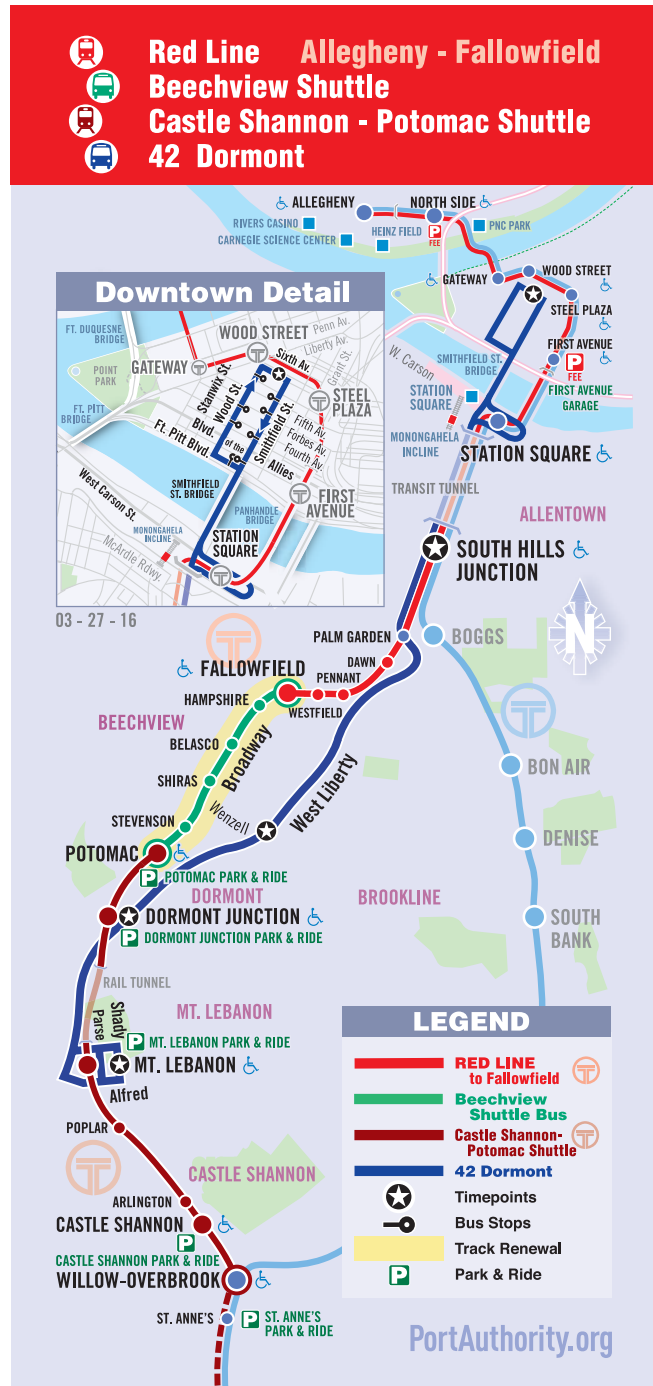 Red Line Allegheny - Fallowfield
Beechview Shuttle
Castle Shannon - Potomac Shuttle
42 Dormont
ALLEGHENY
NORTH SIDE
RIVERS CASINO
HEINZ FIELD
P
FEE
PNC PARK
CARNEGIE SCIENCE CENTER
GATEWAY
WOOD STREET
STEEL PLAZA
FIRST AVENUE
P
FEE
FIRST AVENUE
GARAGE
SMITHFIELD ST.
BRIDGE
W. Carson
STATION
SQUARE
MONONGAHELA
INCLINE
STATION SQUARE
TRANSIT TUNNEL
ALLENTOWN
SOUTH HILLS
JUNCTION
Downtown Detail
FT. DUQUESNE
BRIDGE
WOOD STREET
Penn Av.
Liberty Av.
Grant St.
Sixth Av.
GATEWAY
POINT
PARK
Stanwix St.
Wood St.
Smithfield St.
STEEL
PLAZA
FT. PITT
BRIDGE
Blvd.
of the
Allies
Ft. Pitt Blvd.
Fifth Av.
Forbes Av.
Fourth Av.
West Carson St.
SMITHFIELD
ST. BRIDGE
FIRST
AVENUE
PANHANDLE
BRIDGE
MONONGAHELA
INCLINE
STATION
SQUARE
McArdle Rdwy.
03 - 27 - 16
N
PALM GARDEN
BOGGS
DAWN
FALLOWFIELD
PENNANT
HAMPSHIRE
WESTFIELD
BEECHVIEW
BELASCO
Broadway
West Liberty
BON AIR
SHIRAS
Wenzell
STEVENSON
DENISE
POTOMAC
P POTOMAC PARK & RIDE
DORMONT
BROOKLINE
DORMONT JUNCTION
P DORMONT JUNCTION PARK & RIDE
SOUTH
BANK
RAIL TUNNEL
Shady
Parse
MT. LEBANON
P MT. LEBANON PARK & RIDE
MT. LEBANON
Alfred
POPLAR
CASTLE SHANNON
ARLINGTON
CASTLE SHANNON
P
CASTLE SHANNON PARK & RIDE
WILLOW-OVERBROOK
ST. ANNE'S
P ST. ANNE'S
PARK & RIDE
LEGEND
RED LINE
to Fallowfield
Beechview
Shuttle Bus
Castle Shannon-
Potomac Shuttle
42 Dormont
Timepoints
Bus Stops
Track Renewal
P Park & Ride
PortAuthority.org